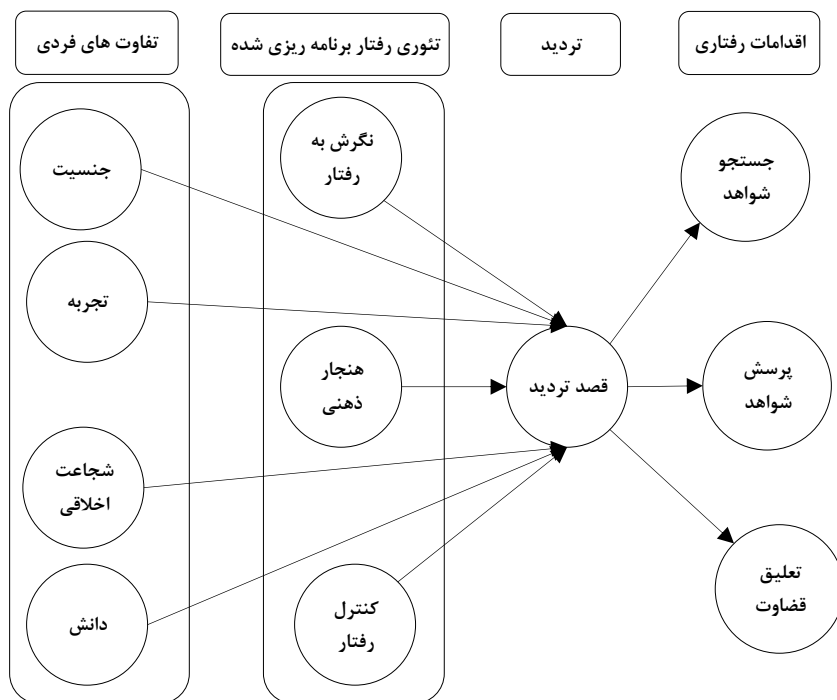 تفاوت های فردی
تئوری رفتار برنامه ریزی شده
تردید
اقدامات رفتاری
جنسیت
تجربه
شجاعت
اخلاقی
دانش
نگرش به
رفتار
هنجار
ذهنی
کنترل
رفتار
قصد تردید
جستجو
شواهد
پرسش
شواهد
تعلیق
قضاوت